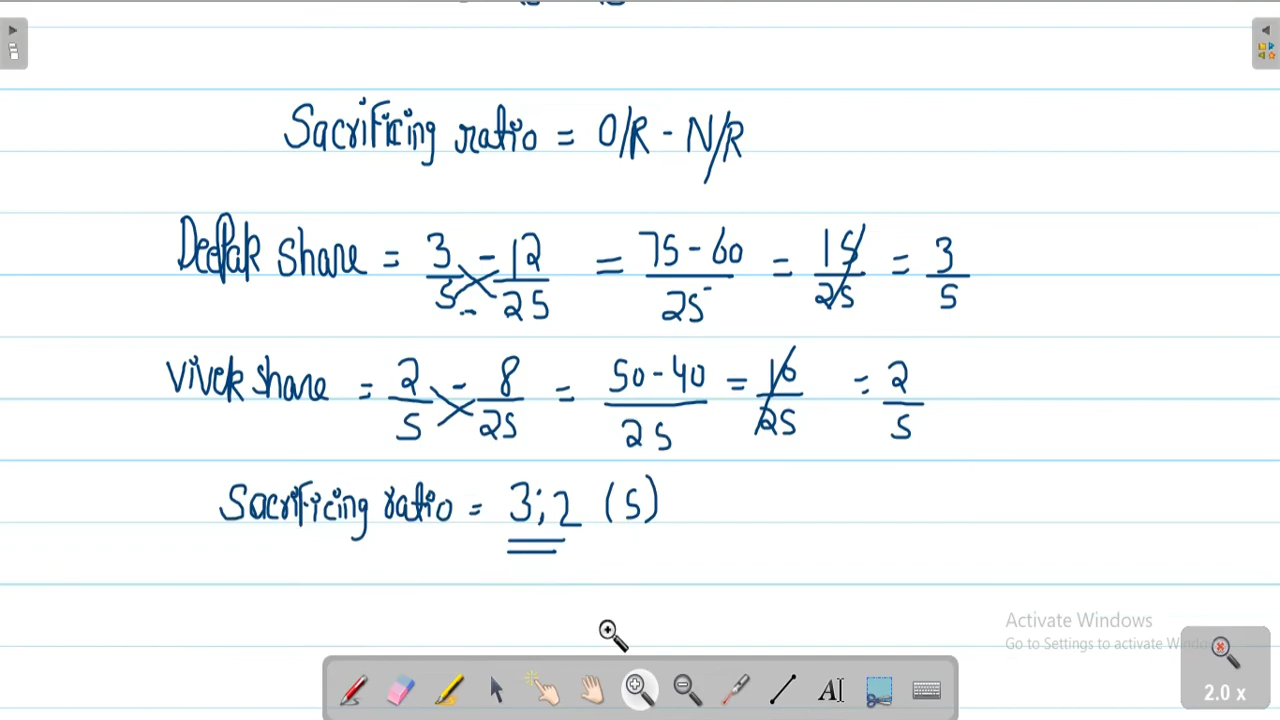 Sacrificing ratio = O/R - N/R
Deepak share = 3/5 - 12/25 = 75 - 60/25 = 15/25 = 3/5
Vivek share = 2/5 - 8/25 = 50 - 40/25 = 10/25 = 2/5
Sacrificing ratio = 3;2 (5)
Activate Windows
Go to Settings to activate Windows.
AI
2.0 x